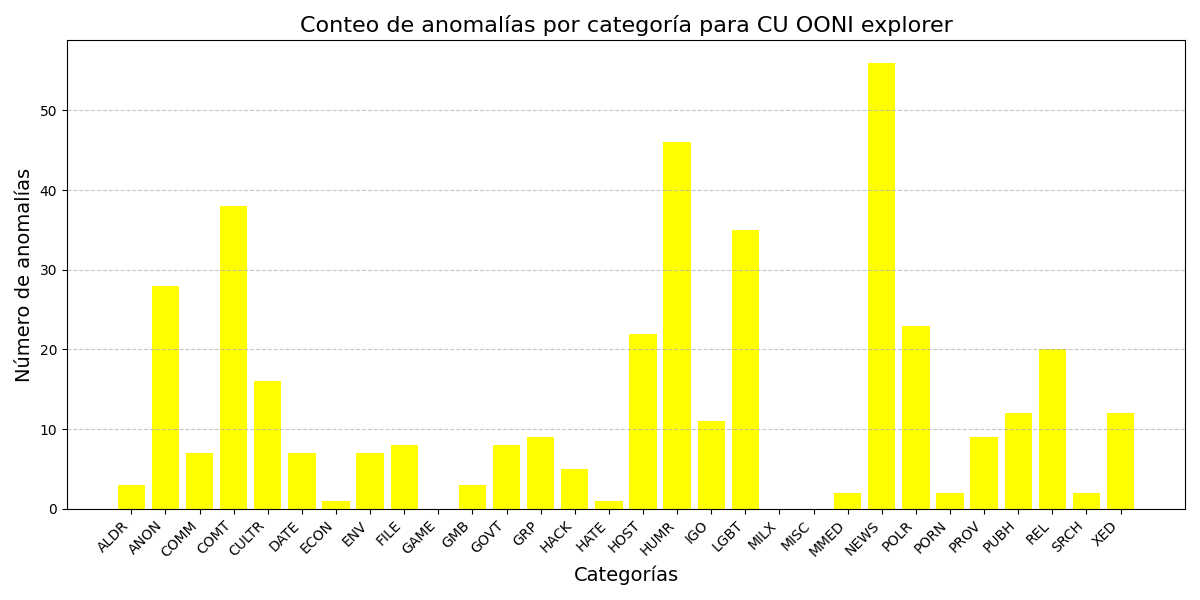 Conteo de anomalías por categoría para CU OONI explorer
Número de anomalías
50
40
30
20
10
0
ALDR
ANON
COMM
COMT
CULTR
DATE
ECON
ENV
FILE
GAME
GMB
GOVT
GRP
HACK
HATE
HOST
HUMR
IGO
LGBT
MILX
MISC
MMED
NEWS
POLR
PORN
PROV
PUBH
REL
SRCH
XED
Categorías